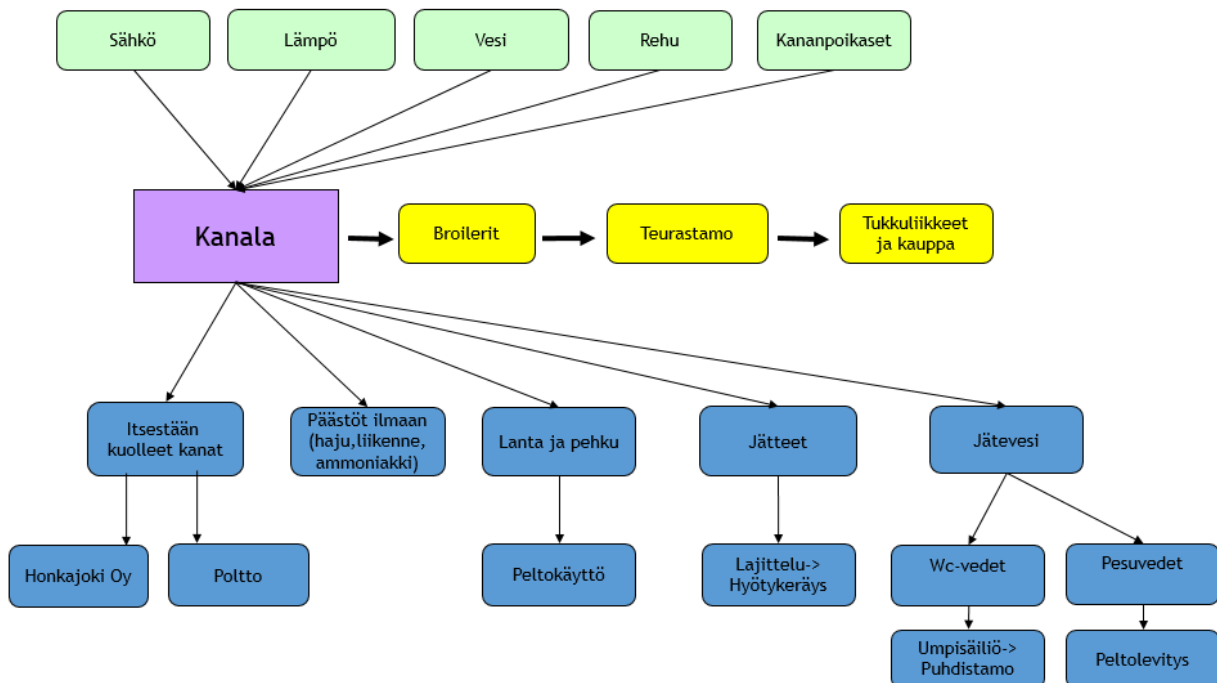 Sähkö
Lämpö
Vesi
Rehu
Kananpoikaset
Kanala
Broilerit
Teurastamo
Tukkuliikkeet
ja kauppa
Itsestään
kuolleet kanat
Päästöt ilmaan
(haju,liikenne,
ammoniakki)
Lanta ja pehku
Jätteet
Jätevesi
Honkajoki Oy
Poltto
Peltokäyttö
Lajittelu->
Hyötykeräys
Wc-vedet
Pesuvedet
Umpisäiliö->
Puhdistamo
Peltolevitys